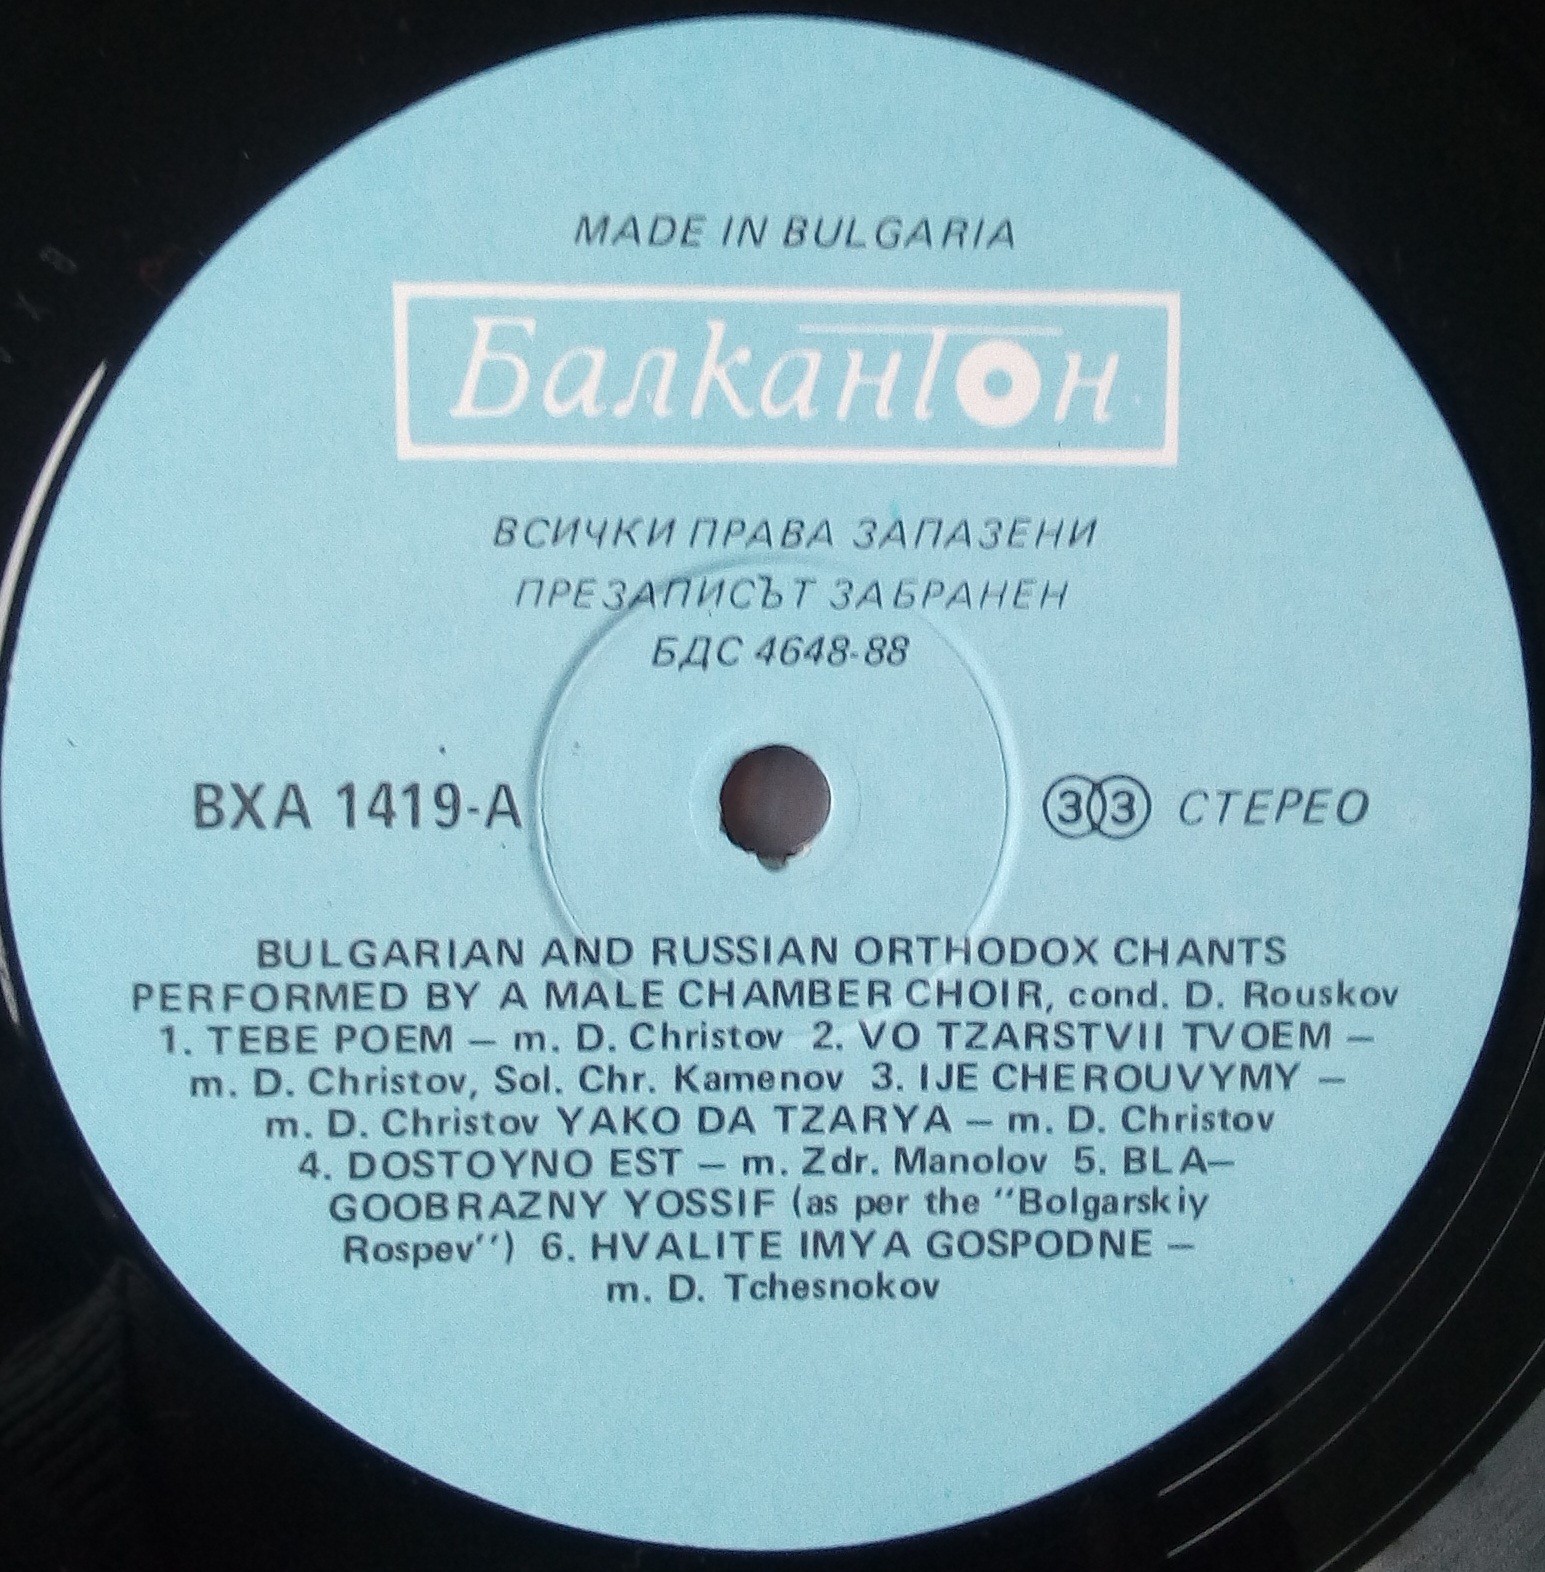 MADE IN BULGARIA
Балкантон
ВСИЧКИ ПРАВА ЗАПАЗЕНИ
ПРЕЗАПИСЪТ ЗАБРАНЕН
БДС 4648-88
ВХА 1419-А
33 СТЕРЕО
BULGARIAN AND RUSSIAN ORTHODOX CHANTS
PERFORMED BY A MALE CHAMBER CHOIR, cond. D. Rouskov
1. TEBE POEM — m. D. Christov 2. VO TZARSTVII TVOEM —
m. D. Christov, Sol. Chr. Kamenov 3. IJE CHEROUVYMY —
m. D. Christov YAKO DA TZARYA — m. D. Christov
4. DOSTOYNO EST — m. Zdr. Manolov 5. BLA—
GOOBRAZNY YOSSIF (as per the ''Bolgarskiy
Rospev'') 6. HVALITE IMYA GOSPODNE —
m. D. Tchesnokov